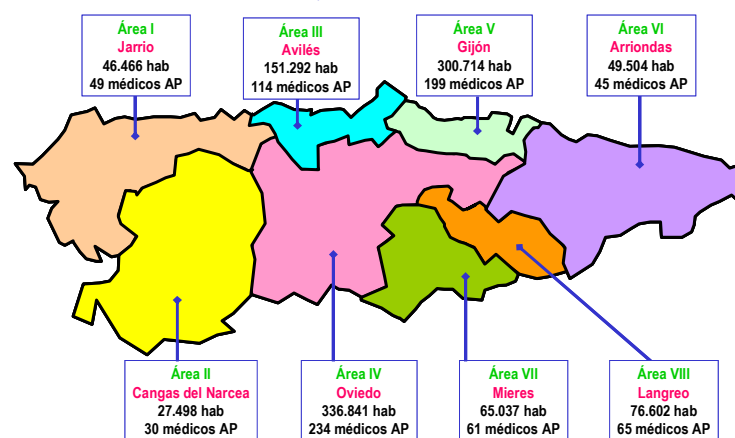 Área I
Jarrio
46.466 hab
49 médicos AP
Área III
Avilés
151.292 hab
114 médicos AP
Área V
Gijón
300.714 hab
199 médicos AP
Área VI
Arriondas
49.504 hab
45 médicos AP
Área II
Cangas del Narcea
27.498 hab
30 médicos AP
Área IV
Oviedo
336.841 hab
234 médicos AP
Área VII
Mieres
65.037 hab
61 médicos AP
Área VIII
Langreo
76.602 hab
65 médicos AP